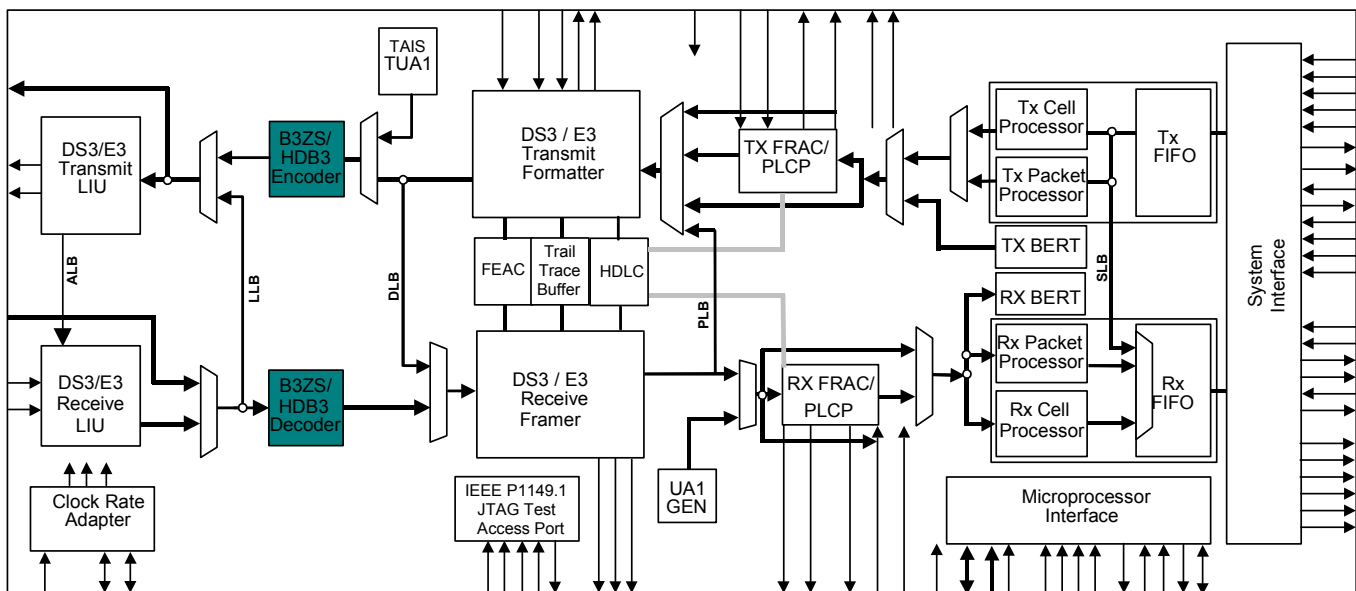 TAIS
TUA1
DS3/E3
Transmit
LIU
B3ZS/
HDB3
Encoder
DS3 / E3
Transmit
Formatter
TX FRAC/
PLCP
Tx Cell
Processor
Tx Packet
Processor
Tx
FIFO
TX BERT
RX BERT
System
Interface
ALB
LLB
DLB
FEAC
Trail
Trace
Buffer
HDLC
PLB
SLB
DS3/E3
Receive
LIU
B3ZS/
HDB3
Decoder
DS3 / E3
Receive
Framer
RX FRAC/
PLCP
Rx Packet
Processor
Rx Cell
Processor
Rx
FIFO
Clock Rate
Adapter
IEEE P1149.1
JTAG Test
Access Port
UA1
GEN
Microprocessor
Interface